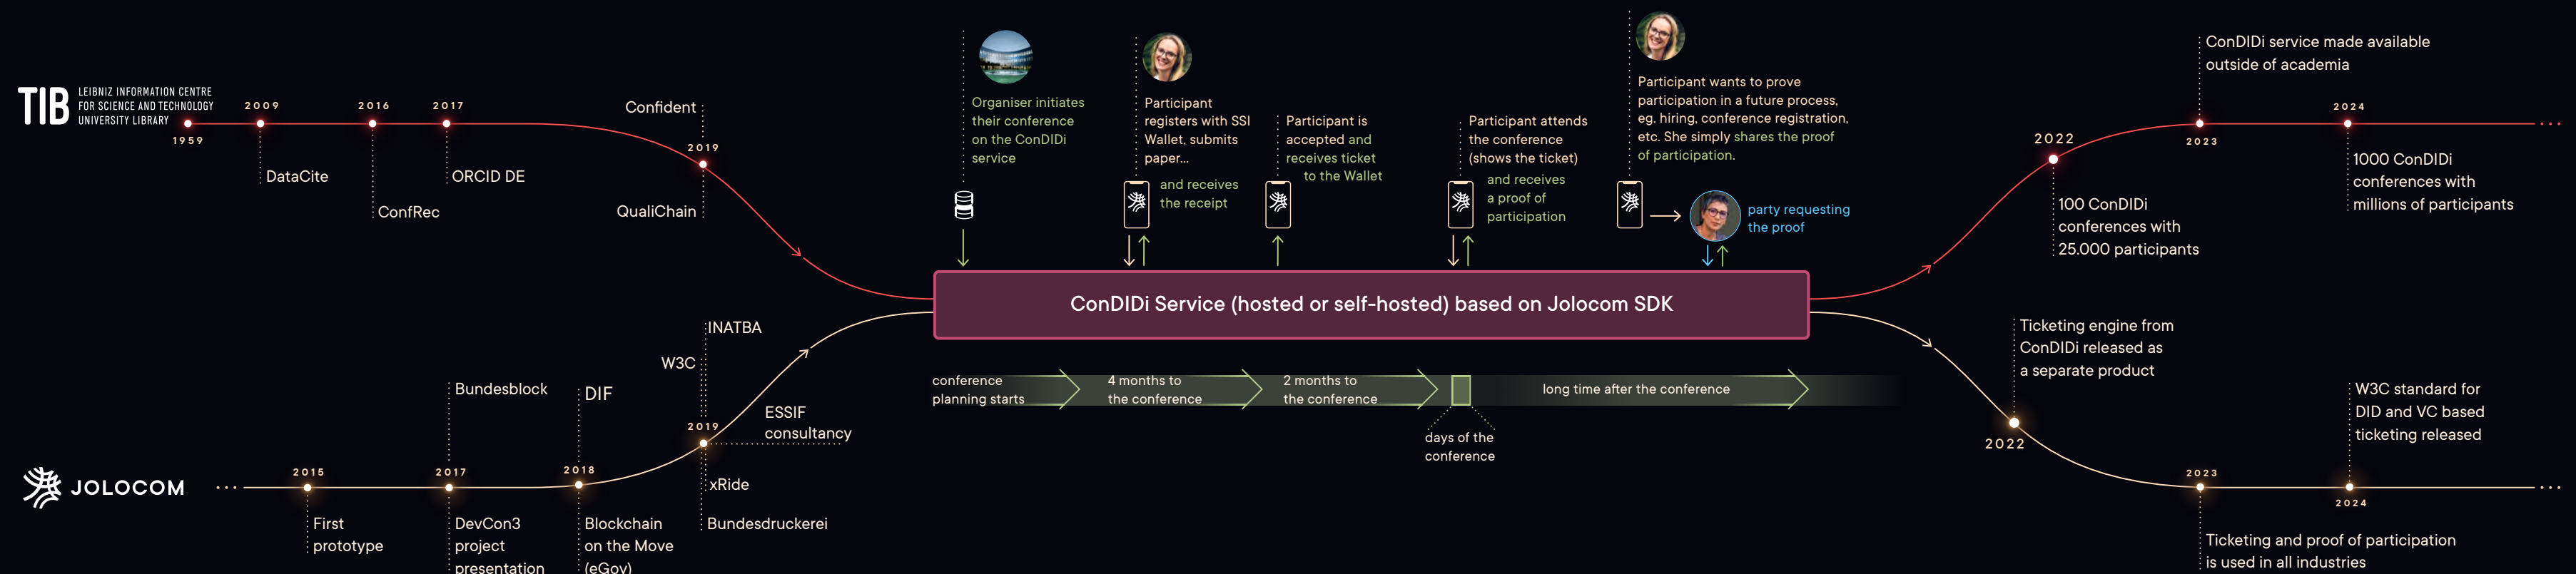 TIB
LEIBNIZ INFORMATION CENTRE
FOR SCIENCE AND TECHNOLOGY
UNIVERSITY LIBRARY
1959
2009
DataCite
2016
ConfRec
2017
ORCID DE
Confident
2019
QualiChain
JOLOCOM
2015
First
prototype
Bundesblock
2017
DevCon3
project
presentation
DIF
2018
Blockchain
on the Move
(eGov)
INATBA
W3C
2019
ESSIF
consultancy
xRide
Bundesdruckerei
Organiser initiates
their conference
on the ConDIDi
service
Participant
registers with SSI
Wallet, submits
paper...
and receives
the receipt
Participant is
accepted and
receives ticket
to the Wallet
Participant attends
the conference
(shows the ticket)
and receives
a proof of
participation
Participant wants to prove
participation in a future process,
eg. hiring, conference registration,
etc. She simply shares the proof
of participation.
party requesting
the proof
ConDIDi Service (hosted or self-hosted) based on Jolocom SDK
conference
planning starts
4 months to
the conference
2 months to
the conference
days of the
conference
long time after the conference
2022
100 ConDIDi
conferences with
25.000 participants
ConDIDi service made available
outside of academia
2023
2024
1000 ConDIDi
conferences with
millions of participants
Ticketing engine from
ConDIDi released as
a separate product
2022
2023
Ticketing and proof of participation
is used in all industries
W3C standard for
DID and VC based
ticketing released
2024